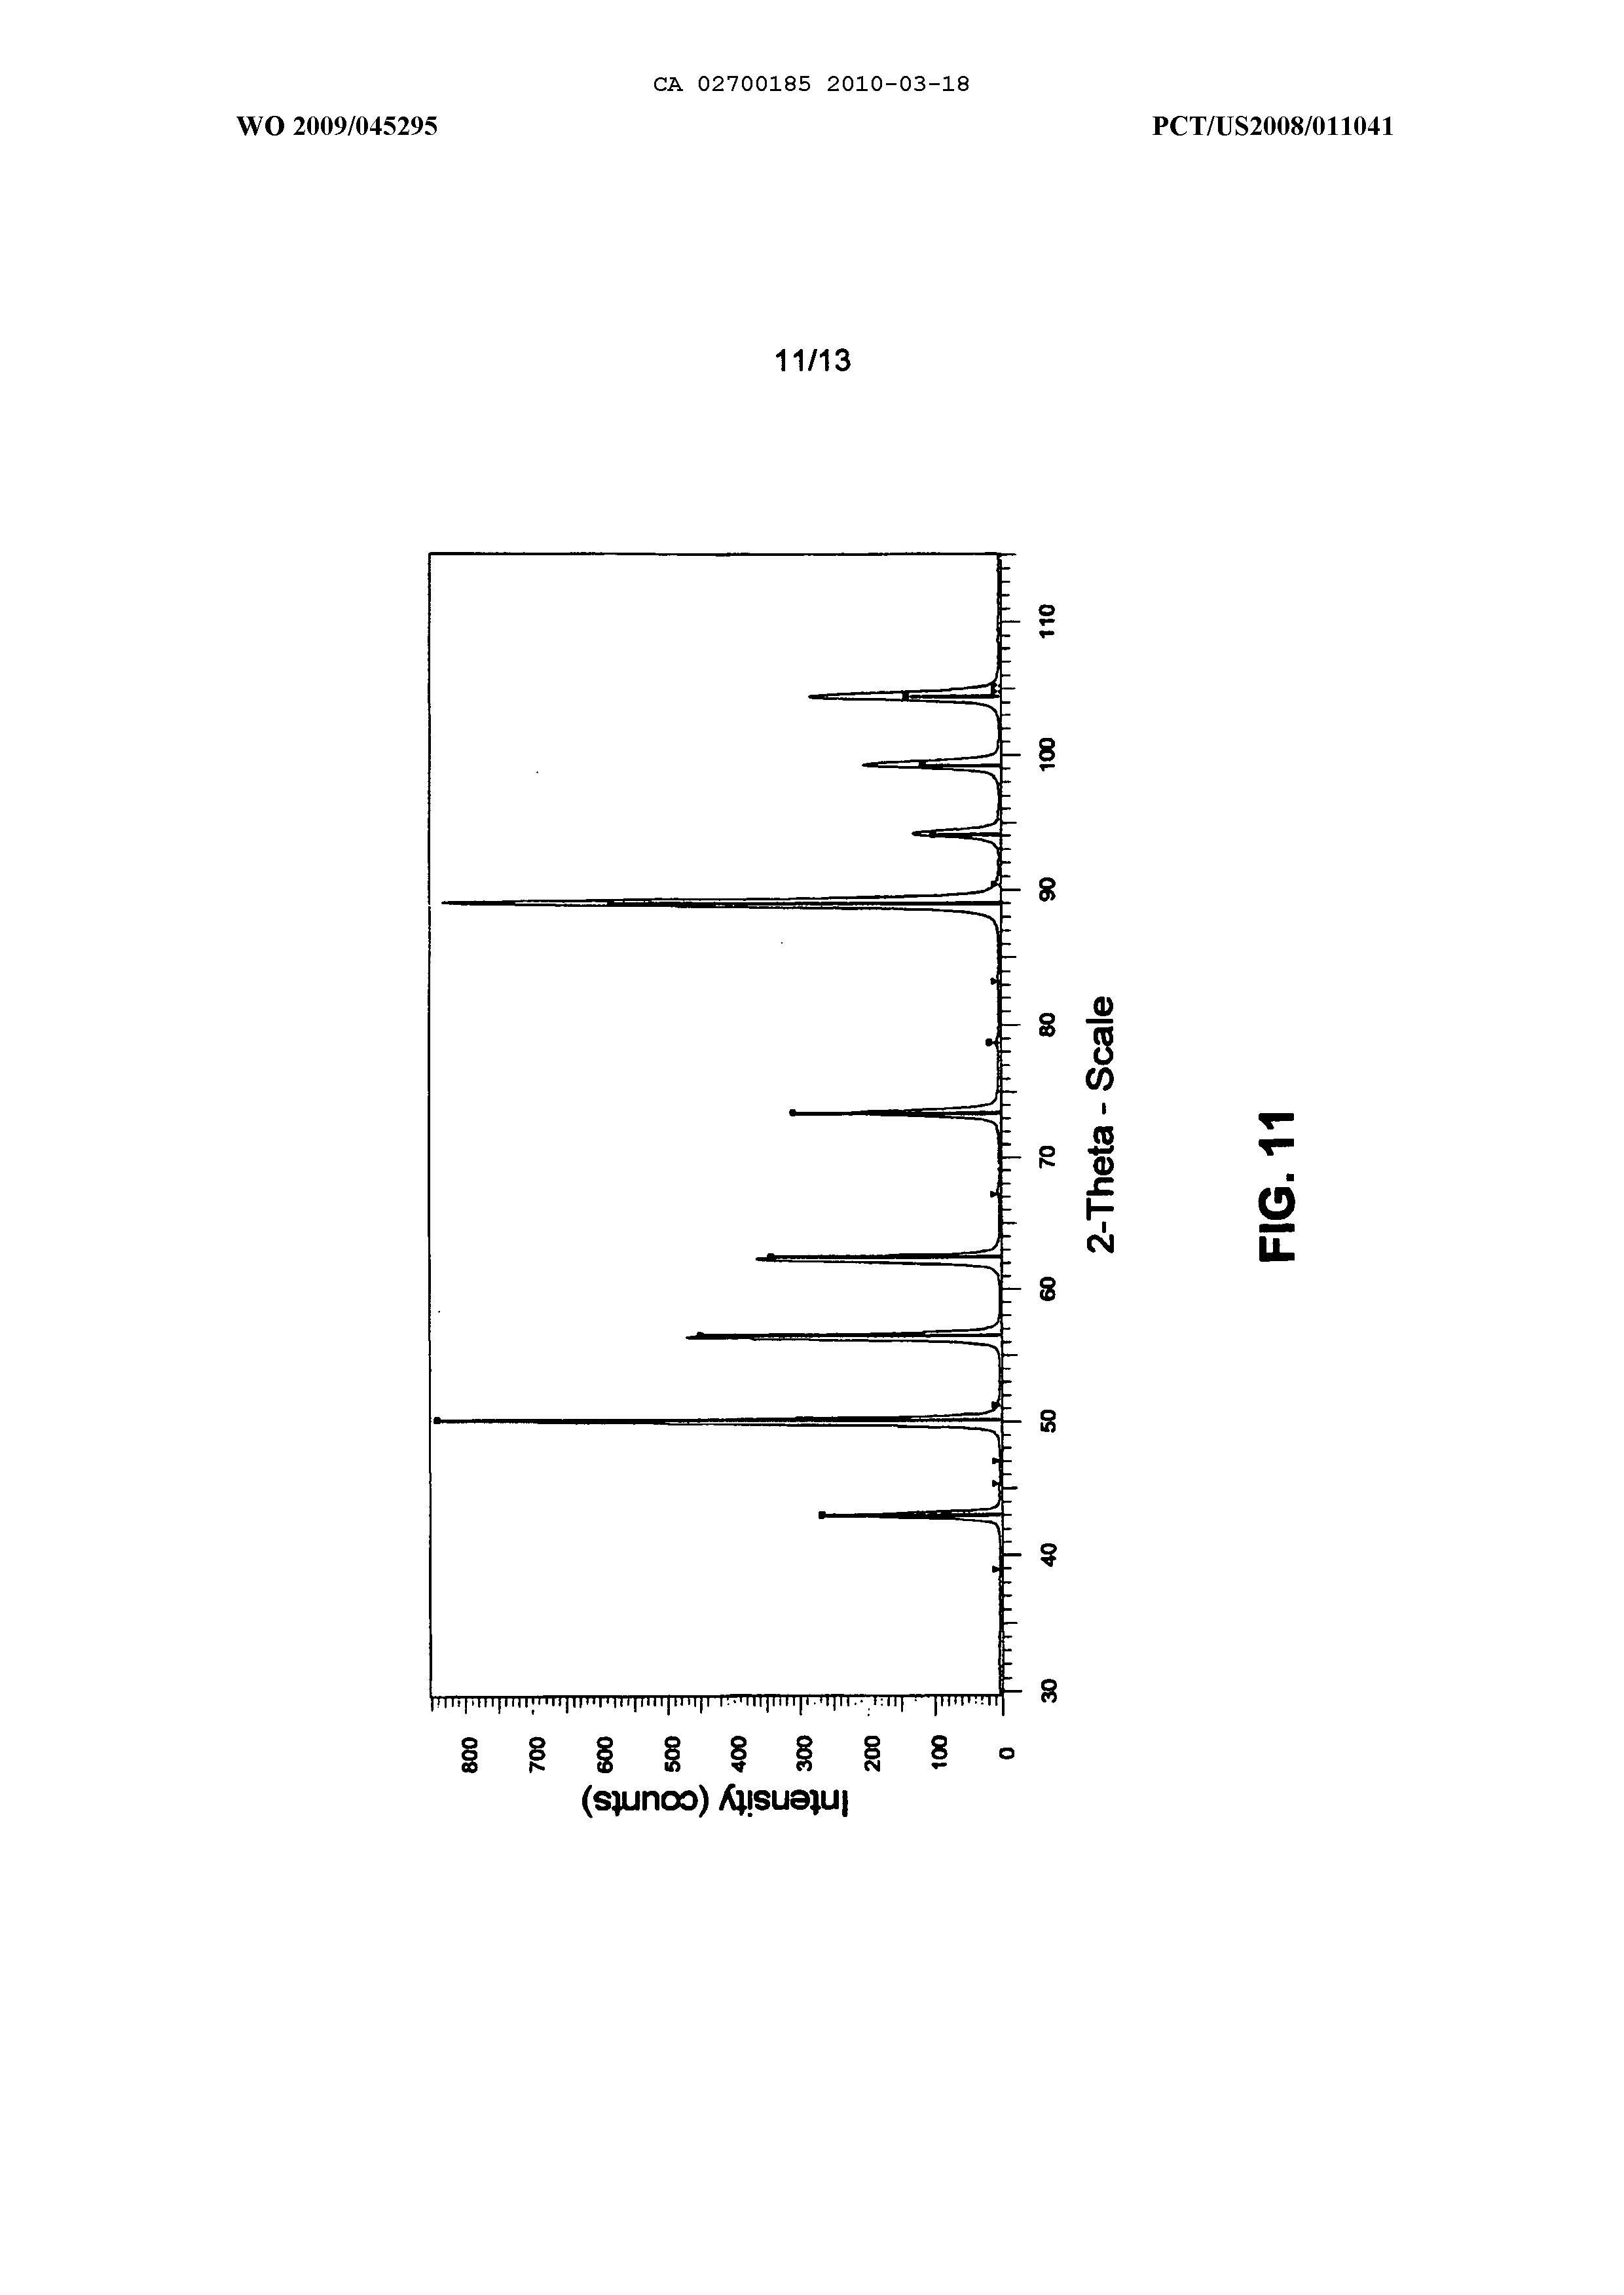 CA 02700185 2010-03-18
WO 2009/045295 PCT/US2008/011041
11/13
Intensity (counts)
800
700
600
500
400
300
200
100
0
30 40 50 60 70 80 90 100 110
2-Theta - Scale
FIG. 11